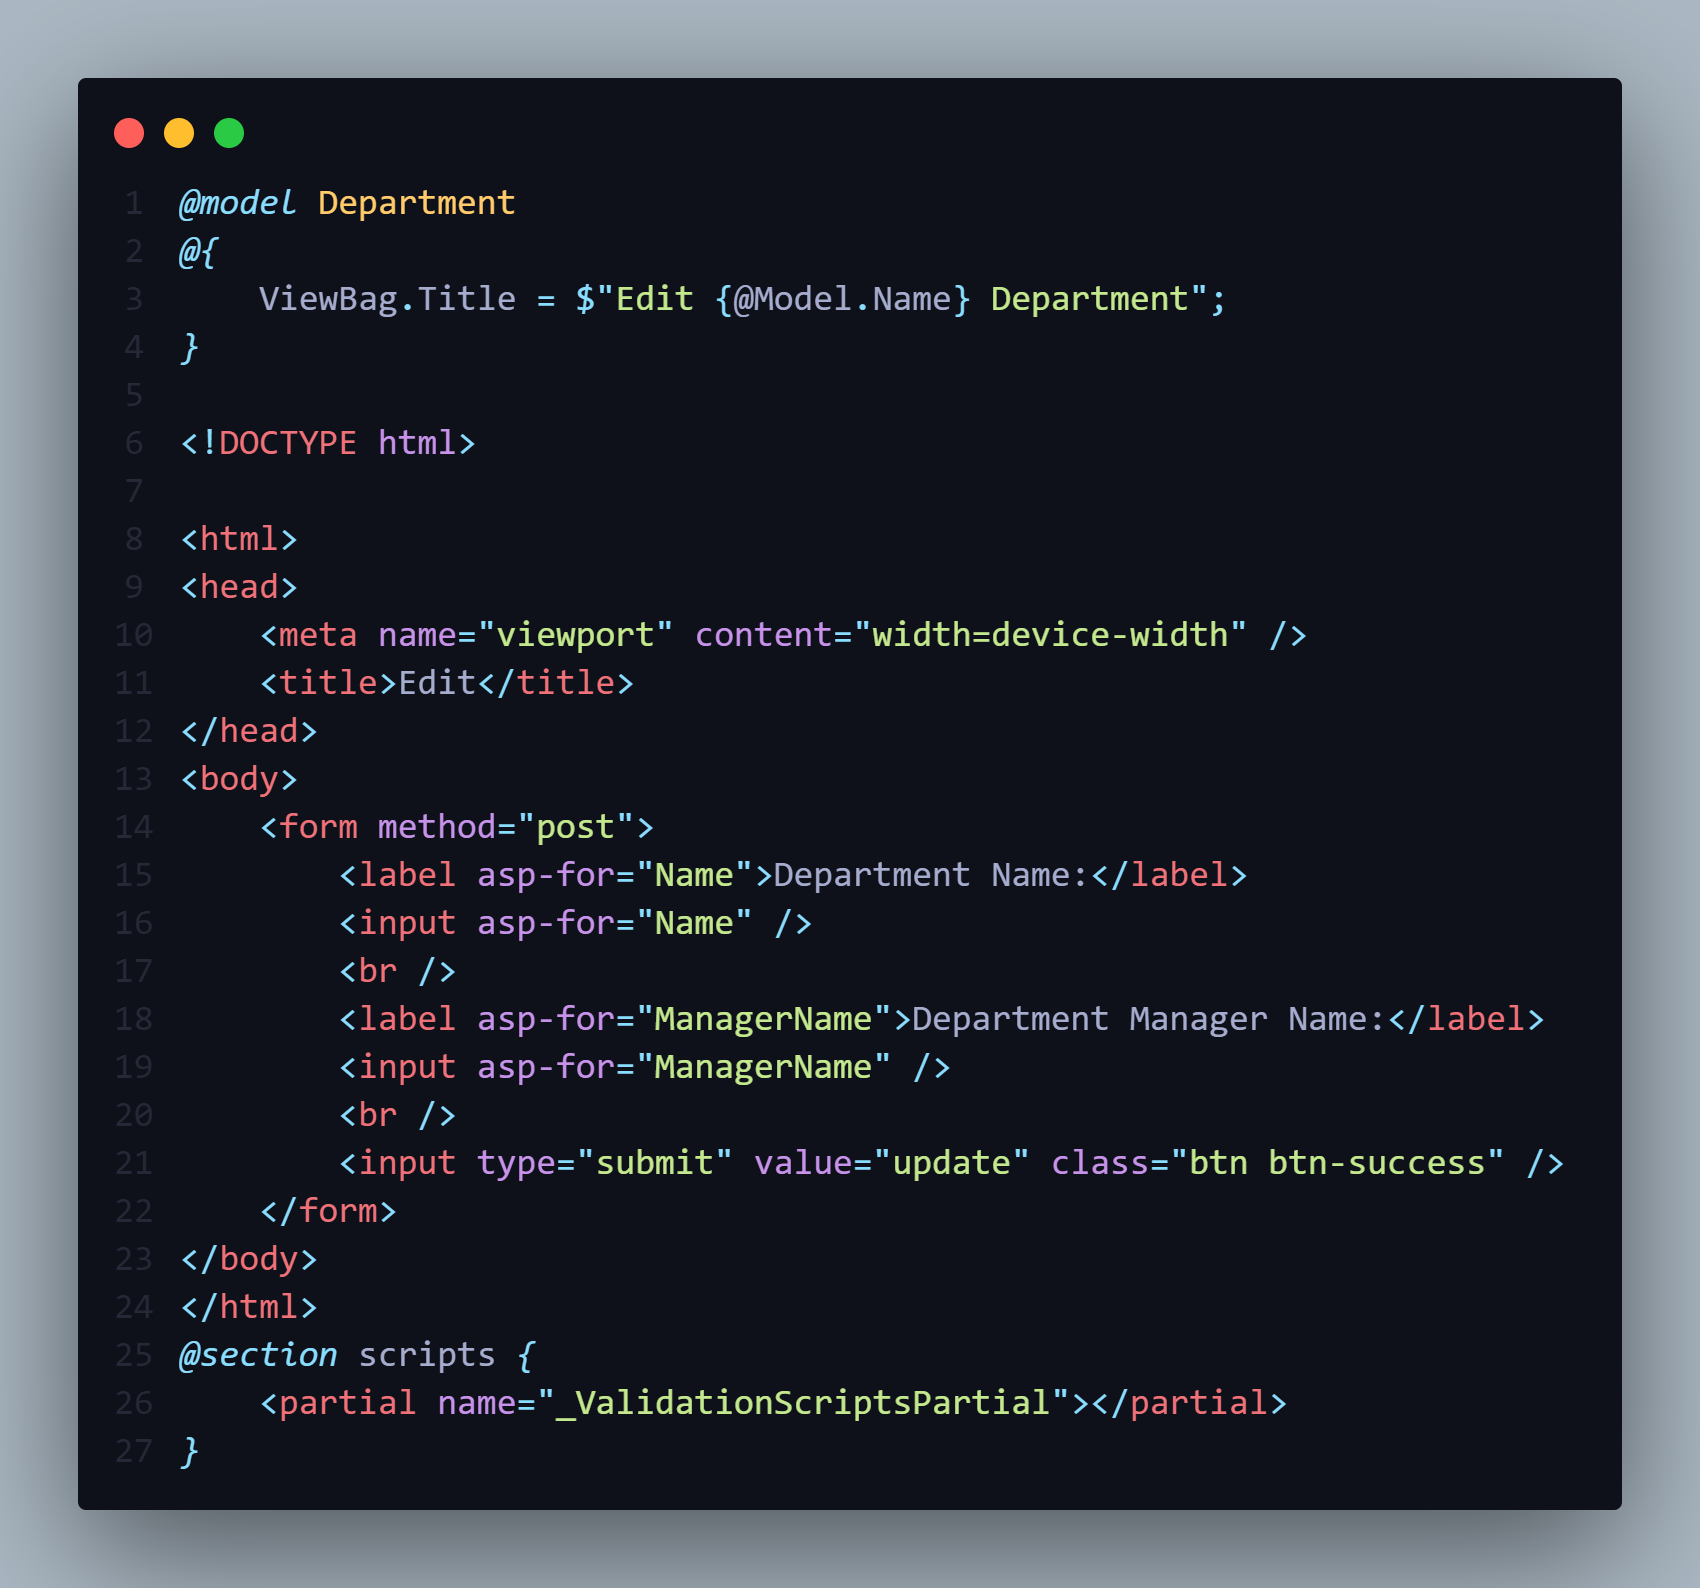 1 @model Department
2 @{
3     ViewBag.Title = $"Edit {@Model.Name} Department";
4 }
5
6 <!DOCTYPE html>
7
8 <html>
9 <head>
10     <meta name="viewport" content="width=device-width" />
11     <title>Edit</title>
12 </head>
13 <body>
14     <form method="post">
15         <label asp-for="Name">Department Name:</label>
16         <input asp-for="Name" />
17         <br />
18         <label asp-for="ManagerName">Department Manager Name:</label>
19         <input asp-for="ManagerName" />
20         <br />
21         <input type="submit" value="update" class="btn btn-success" />
22     </form>
23 </body>
24 </html>
25 @section scripts {
26     <partial name="_ValidationScriptsPartial"></partial>
27 }